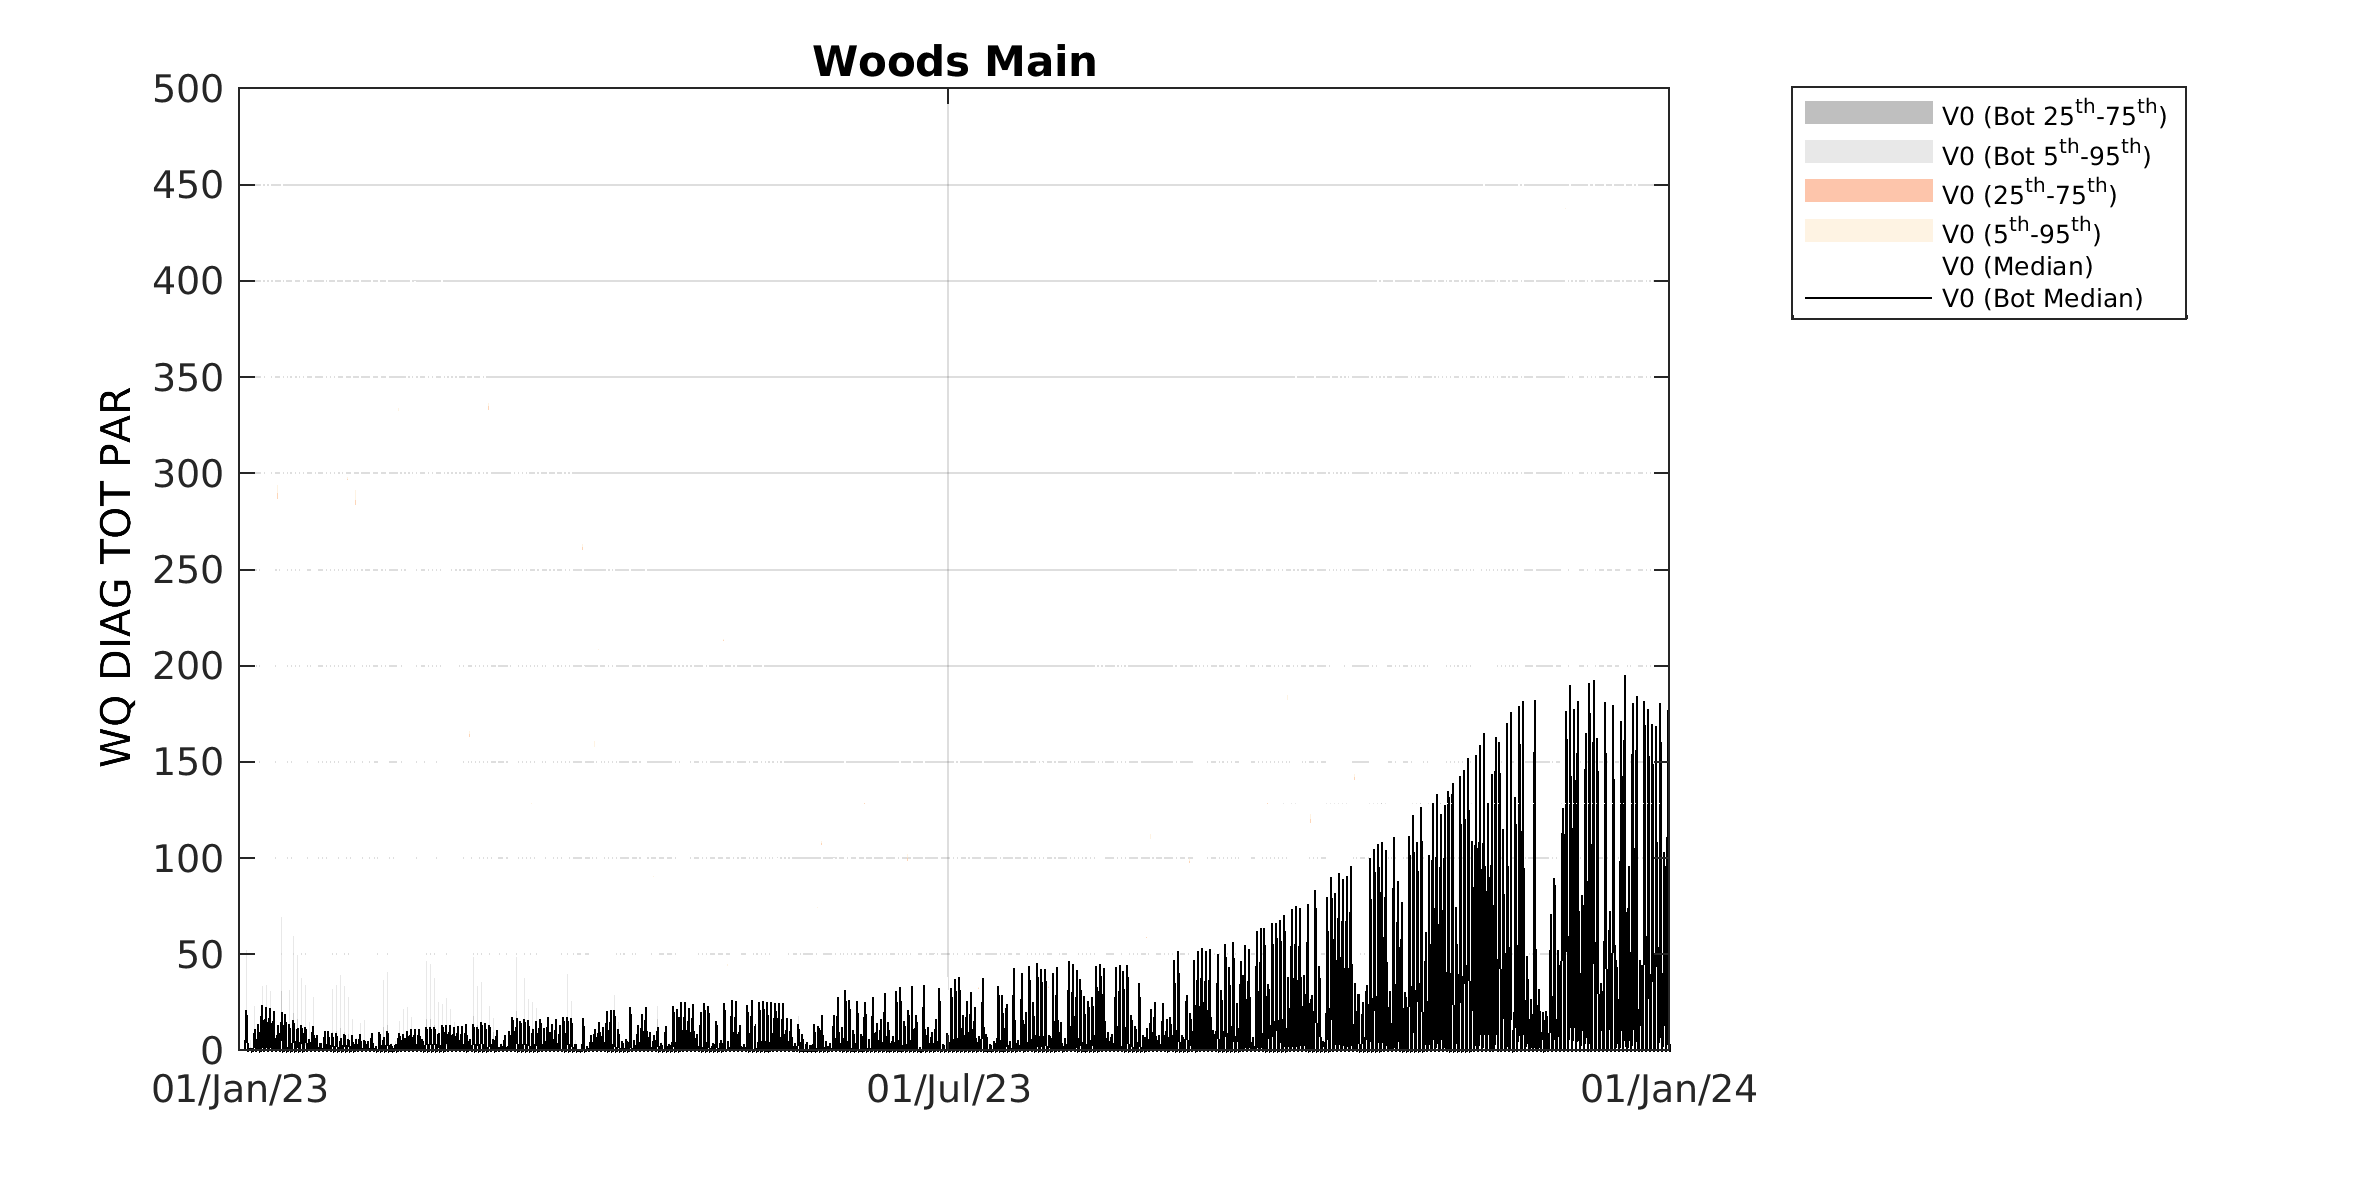 Woods Main
500
450
400
350
300
250
200
150
100
50
0
WQ DIAG TOT PAR
01/Jan/23
01/Jul/23
01/Jan/24
V0 (Bot 25th-75th)
V0 (Bot 5th-95th)
V0 (25th-75th)
V0 (5th-95th)
V0 (Median)
V0 (Bot Median)